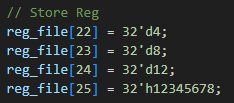 // Store Reg
reg_file[22] = 32'd4;
reg_file[23] = 32'd8;
reg_file[24] = 32'd12;
reg_file[25] = 32'h12345678;